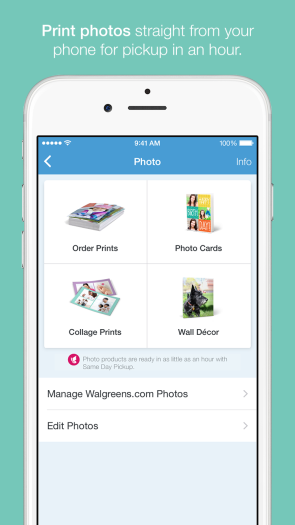 Print photos straight from your
phone for pickup in an hour.
9:41 AM
100%
Photo
Info
Order Prints
Photo Cards
Collage Prints
Wall Décor
Photo products are ready in as little as an hour with
Same Day Pickup.
Manage Walgreens.com Photos
Edit Photos